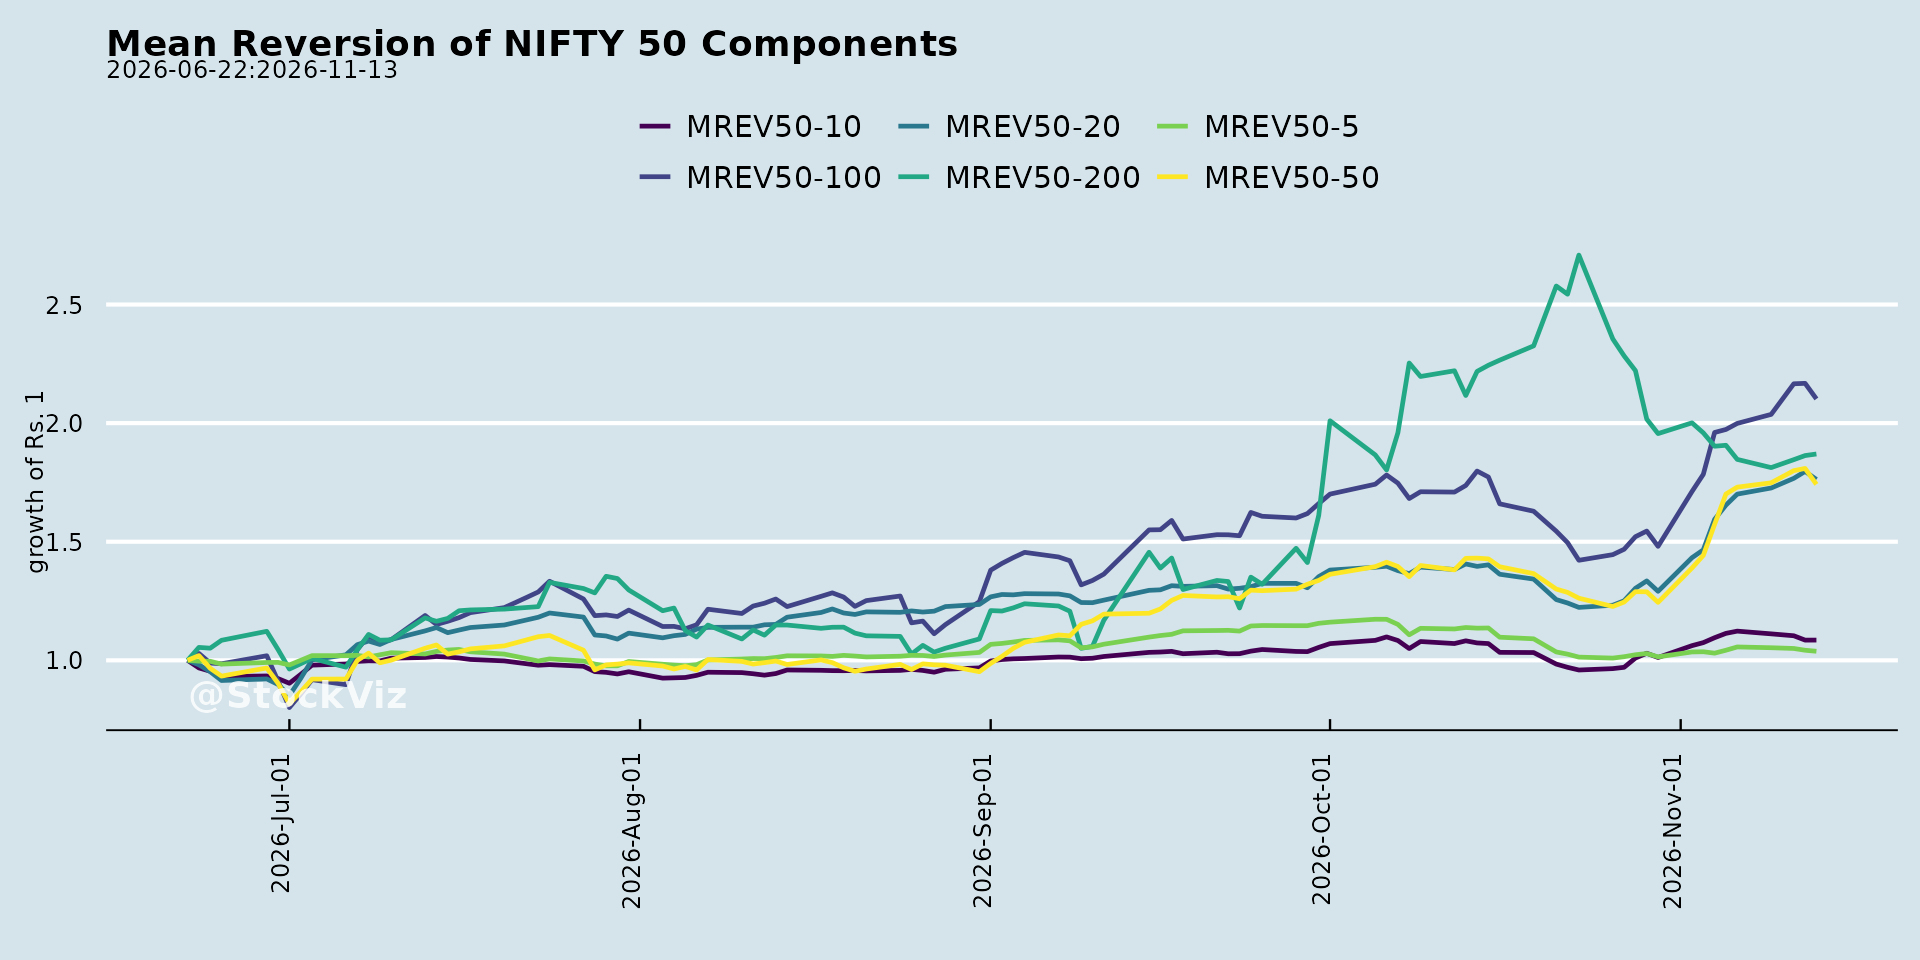 Mean Reversion of NIFTY 50 Components
2026-06-22:2026-11-13
MREV50-10 MREV50-20 MREV50-5
MREV50-100 MREV50-200 MREV50-50
growth of Rs. 1
2.5
2.0
1.5
1.0
@StockViz
2026-Jul-01
2026-Aug-01
2026-Sep-01
2026-Oct-01
2026-Nov-01